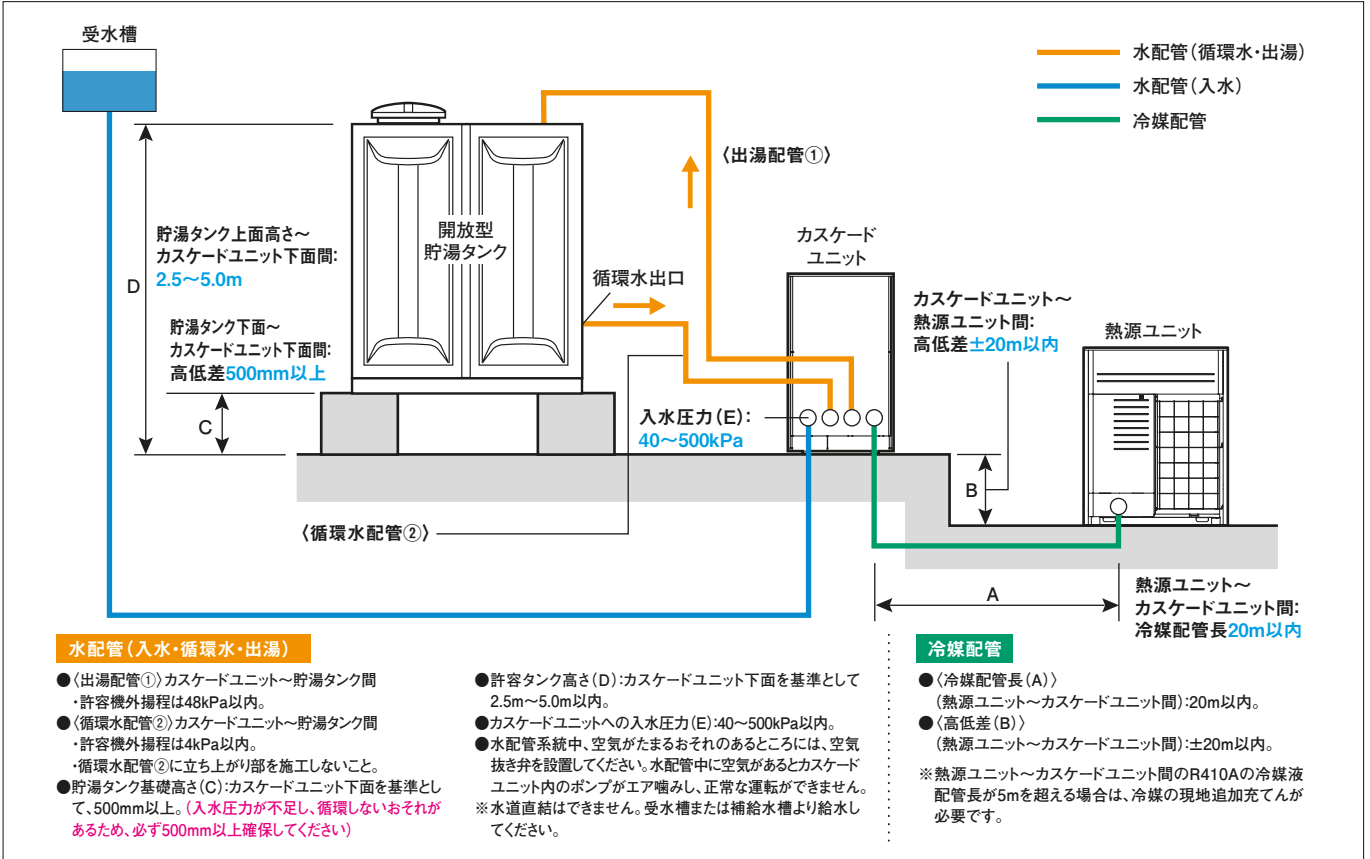 受水槽
水配管(循環水・出湯)
水配管(入水)
冷媒配管
〈出湯配管①〉
開放型
貯湯タンク
カスケード
ユニット
循環水出口
貯湯タンク上面高さ~
カスケードユニット下面間:
2.5~5.0m
D
貯湯タンク下面~
カスケードユニット下面間:
高低差500mm以上
C
カスケードユニット~
熱源ユニット間:
高低差±20m以内
熱源ユニット
入水圧力(E):
40~500kPa
B
〈循環水配管②〉
A
熱源ユニット~
カスケードユニット間:
冷媒配管長20m以内
水配管(入水・循環水・出湯)
●〈出湯配管①〉カスケードユニット~貯湯タンク間
・許容機外揚程は48kPa以内。
●〈循環水配管②〉カスケードユニット~貯湯タンク間
・許容機外揚程は4kPa以内。
・循環水配管②に立ち上がり部を施工しないこと。
●貯湯タンク基礎高さ(C):カスケードユニット下面を基準とし
て、500mm以上。(入水圧力が不足し、循環しないおそれが
あるため、必ず500mm以上確保してください)
●許容タンク高さ(D):カスケードユニット下面を基準として
2.5m~5.0m以内。
●カスケードユニットへの入水圧力(E):40~500kPa以内。
●水配管系統中、空気がたまるおそれのあるところには、空気
抜き弁を設置してください。水配管中に空気があるとカスケード
ユニット内のポンプがエア噛みし、正常な運転ができません。
※水道直結はできません。受水槽または補給水槽より給水し
てください。
冷媒配管
●〈冷媒配管長(A)〉
(熱源ユニット~カスケードユニット間):20m以内。
●〈高低差(B)〉
(熱源ユニット~カスケードユニット間):±20m以内。
※熱源ユニット~カスケードユニット間のR410Aの冷媒液
配管長が5mを超える場合は、冷媒の現地追加充てんが
必要です。